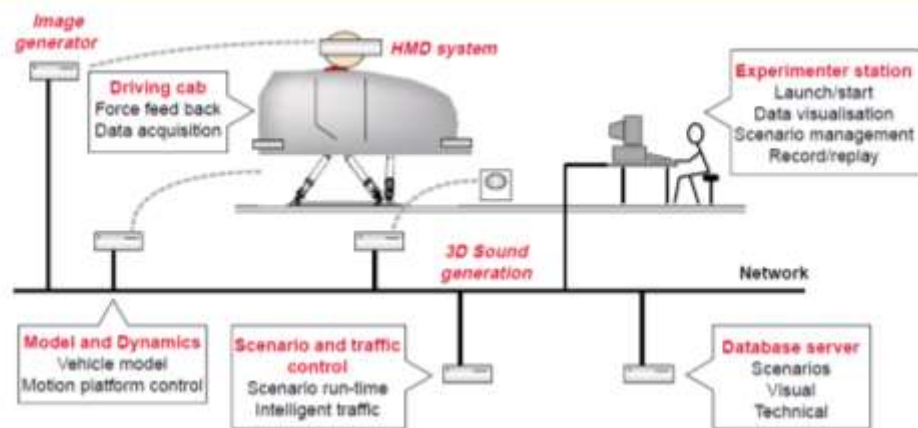 Image
generator
HMD system
Driving cab
Force feed back
Data acquisition
Experimenter station
Launch/start
Data visualisation
Scenario management
Record/replay
3D Sound
generation
Network
Model and Dynamics
Vehicle model
Motion platform control
Scenario and traffic
control
Scenario run-time
Intelligent traffic
Database server
Scenarios
Visual
Technical